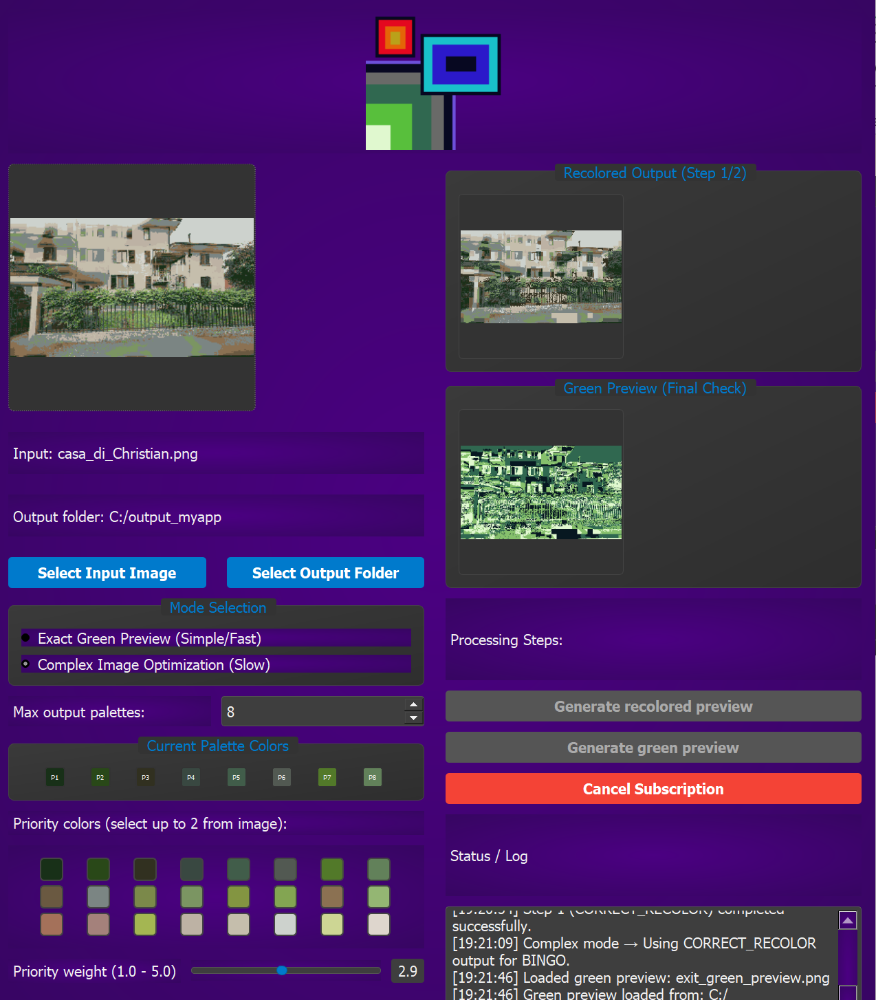 Input: casa_di_Christian.png
Output folder: C:/output_myapp
Select Input Image
Select Output Folder
Mode Selection
Exact Green Preview (Simple/Fast)
Complex Image Optimization (Slow)
Max output palettes:
8
Current Palette Colors
P1 P2 P3 P4 P5 P6 P7 P8
Priority colors (select up to 2 from image):
Priority weight (1.0 - 5.0)
2.9
Recolored Output (Step 1/2)
Green Preview (Final Check)
Processing Steps:
Generate recolored preview
Generate green preview
Cancel Subscription
Status / Log
Step 1 (CORRECT_RECOLOR) completed
successfully.
[19:21:09] Complex mode → Using CORRECT_RECOLOR
output for BINGO.
[19:21:46] Loaded green preview: exit_green_preview.png
[19:21:46] Green preview loaded from: C:/